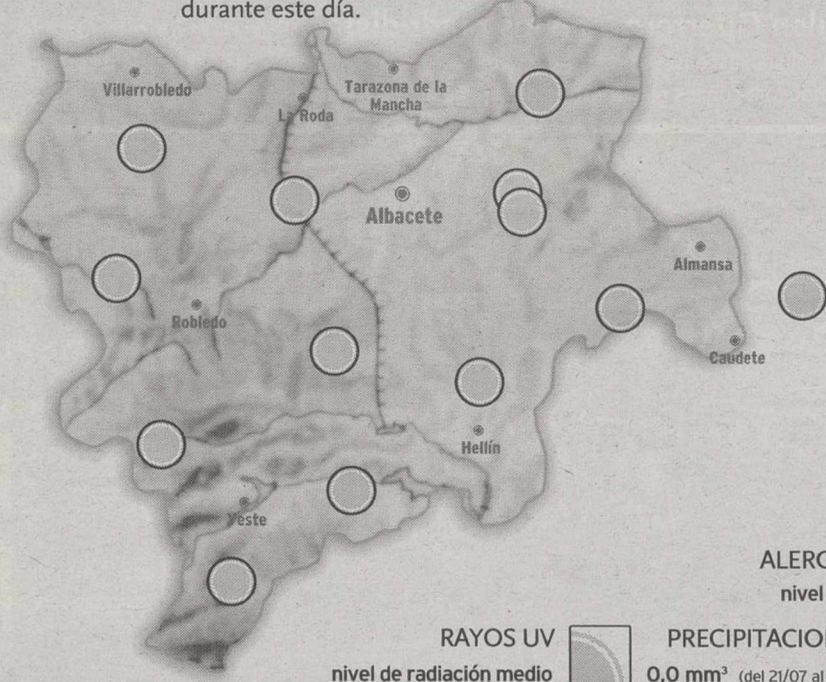 durante este día.
Villarrobledo
Tarazona de la
Mancha
La Roda
Albacete
Almansa
Robledo
Caudete
Hellín
Yeste
ALERG
nivel
RAYOS UV
nivel de radiación medio
PRECIPITACIO
0,0 mm³ (del 21/07 al